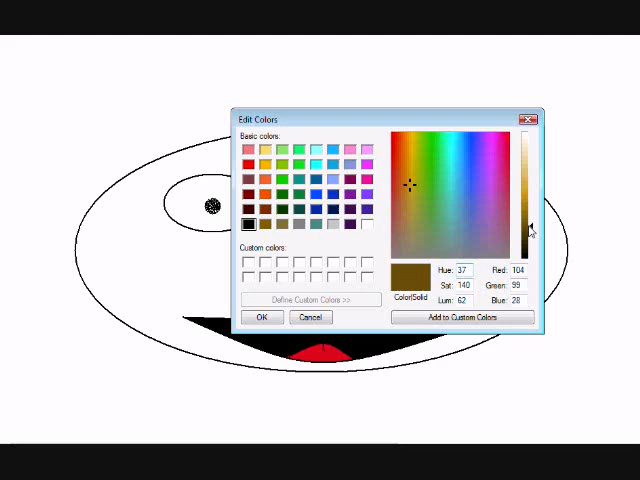 Edit Colors
Basic colors:
Custom colors:
Define Custom Colors >>
OK
Cancel
Color|Solid
Hue: 37
Sat: 140
Lum: 62
Red: 104
Green: 99
Blue: 28
Add to Custom Colors